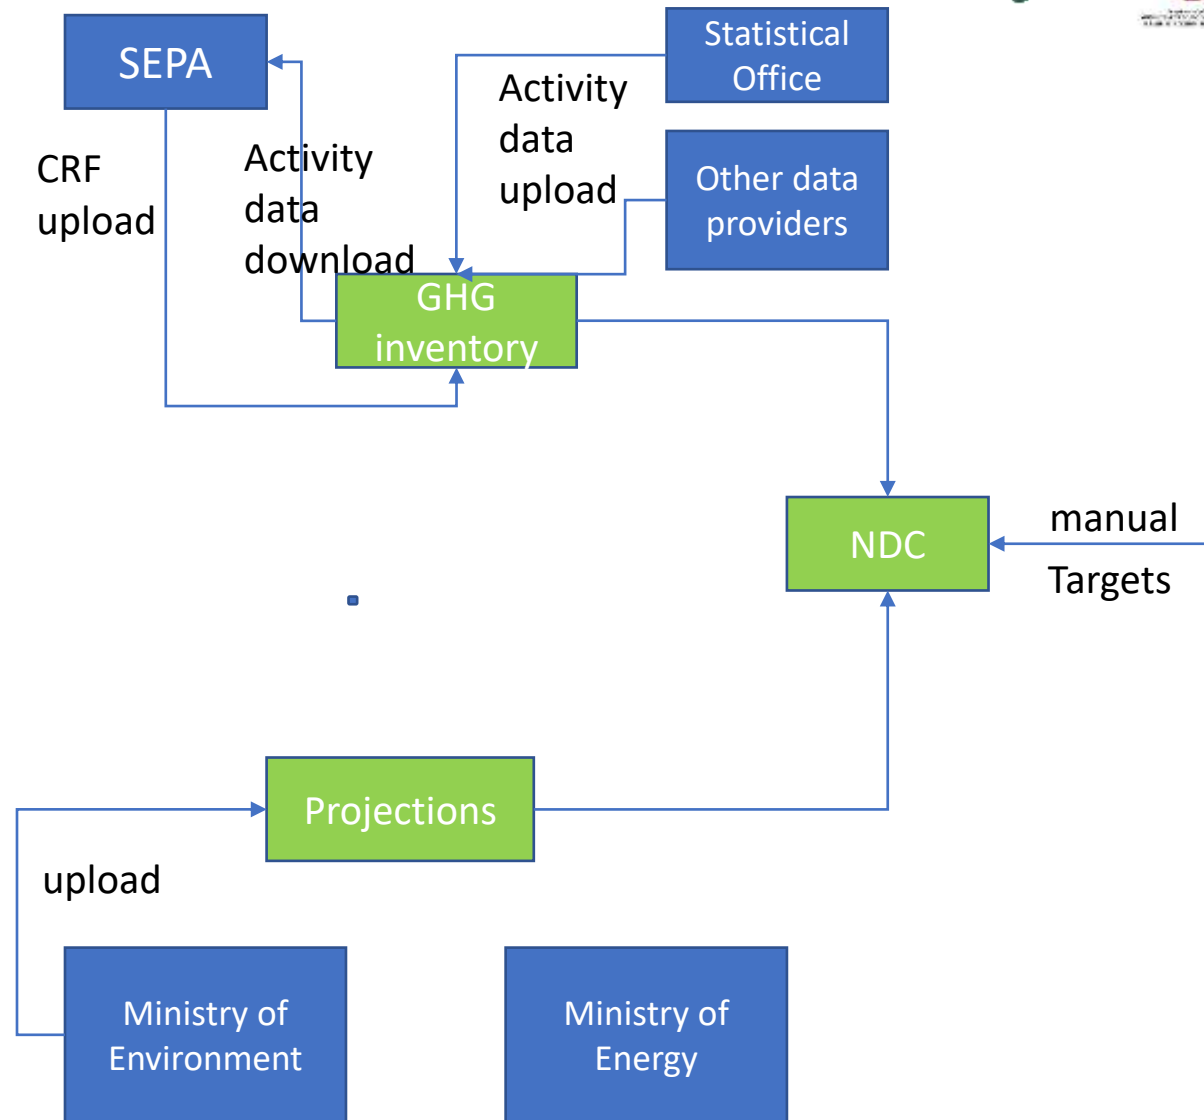 SEPA
Statistical
Office
Activity
data
upload
CRF
upload
Activity
data
download
Other data
providers
GHG
inventory
NDC
manual
Targets
Projections
upload
Ministry of
Environment
Ministry of
Energy